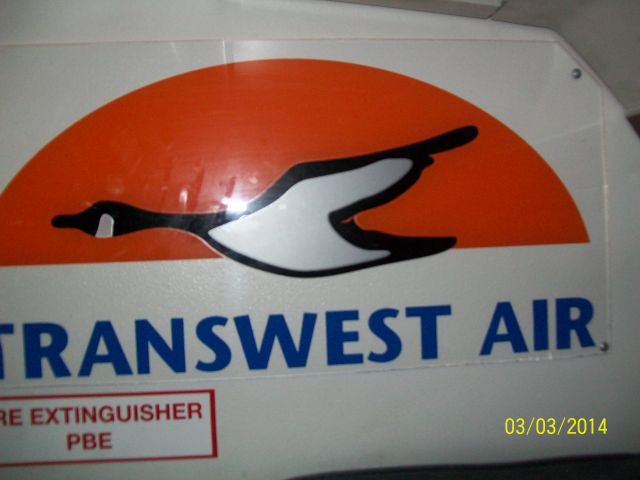 TRANSWEST AIR
RE EXTINGUISHER
PBE
03/03/2014